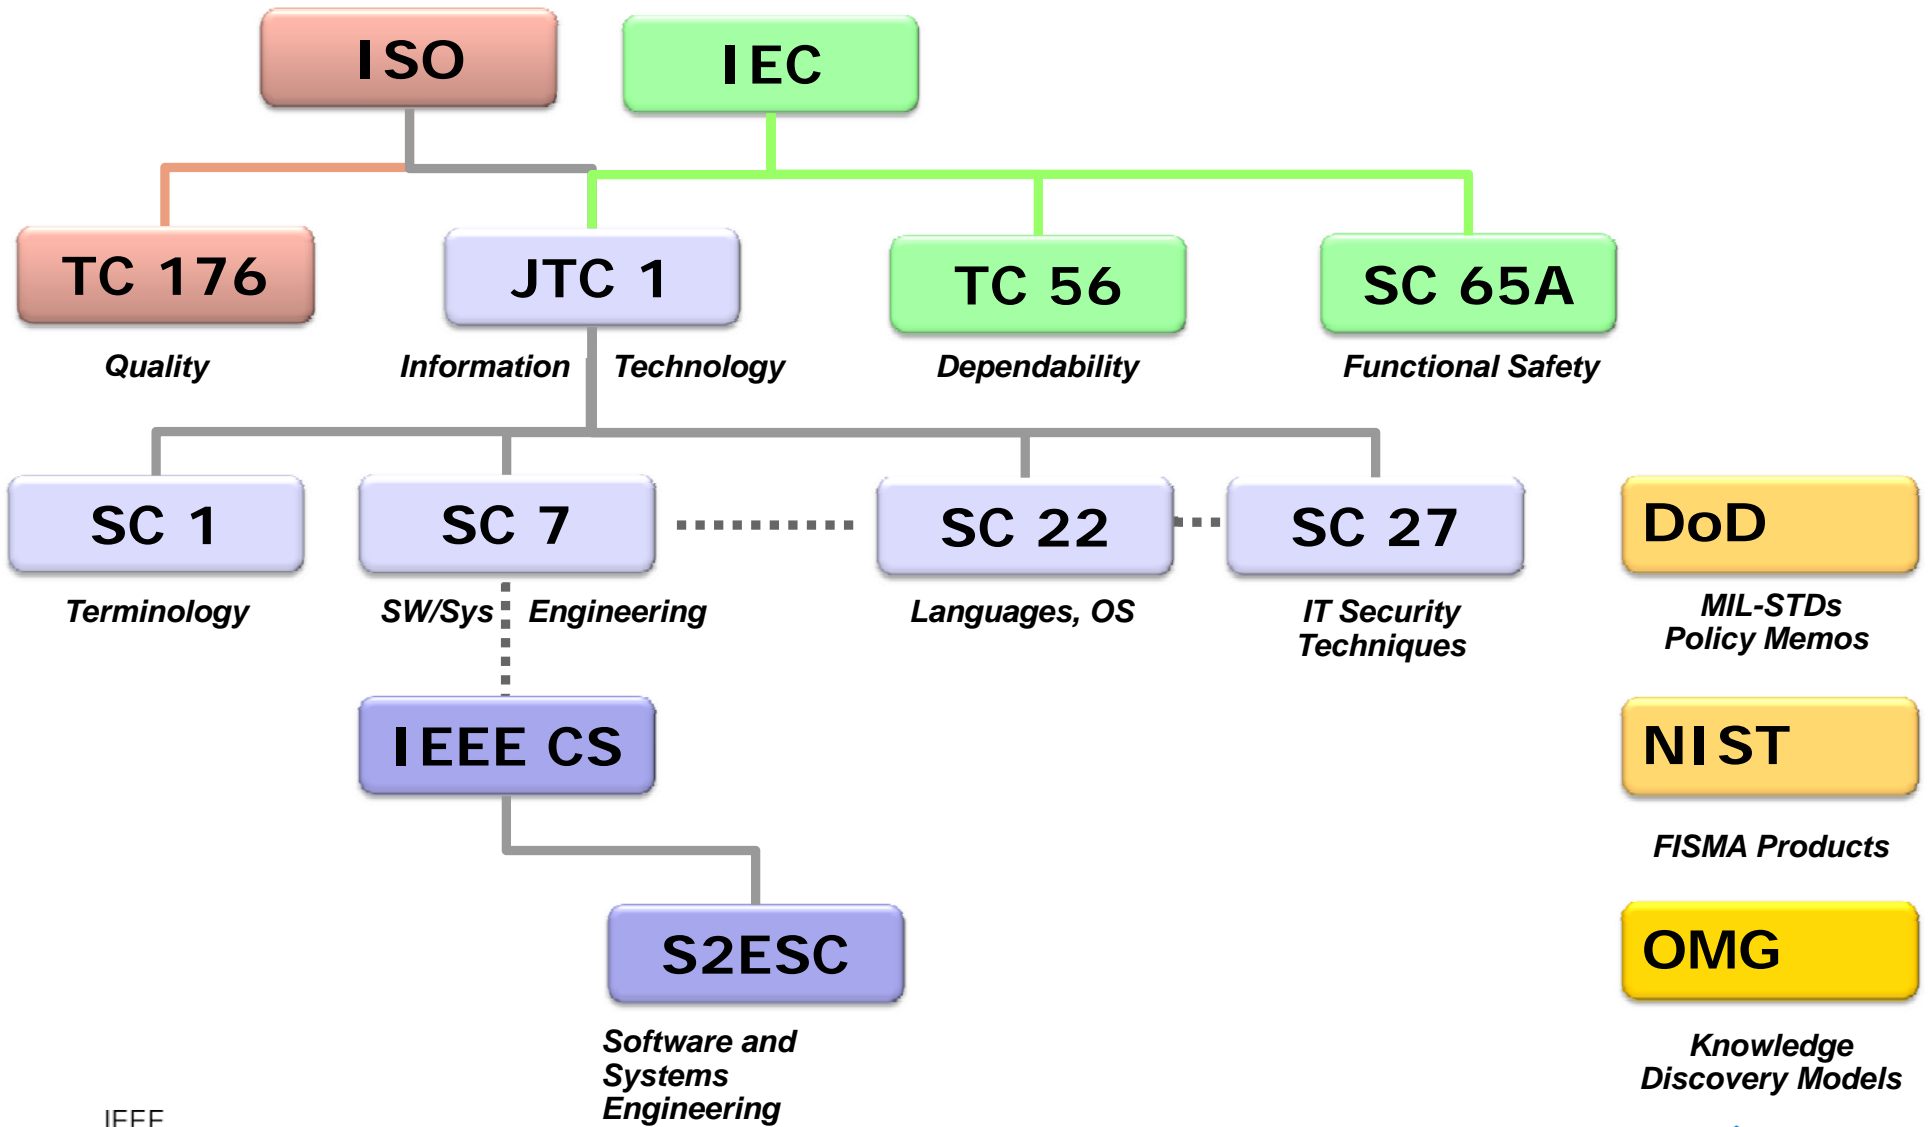 ISO
IEC
TC 176
JTC 1
TC 56
SC 65A
Quality
Information Technology
Dependability
Functional Safety
SC 1
SC 7
SC 22
SC 27
DoD
Terminology
SW/Sys Engineering
Languages, OS
IT Security
Techniques
MIL-STDs
Policy Memos
IEEE CS
NIST
FISMA Products
S2ESC
OMG
Software and
Systems
Engineering
Knowledge
Discovery Models
IEEE